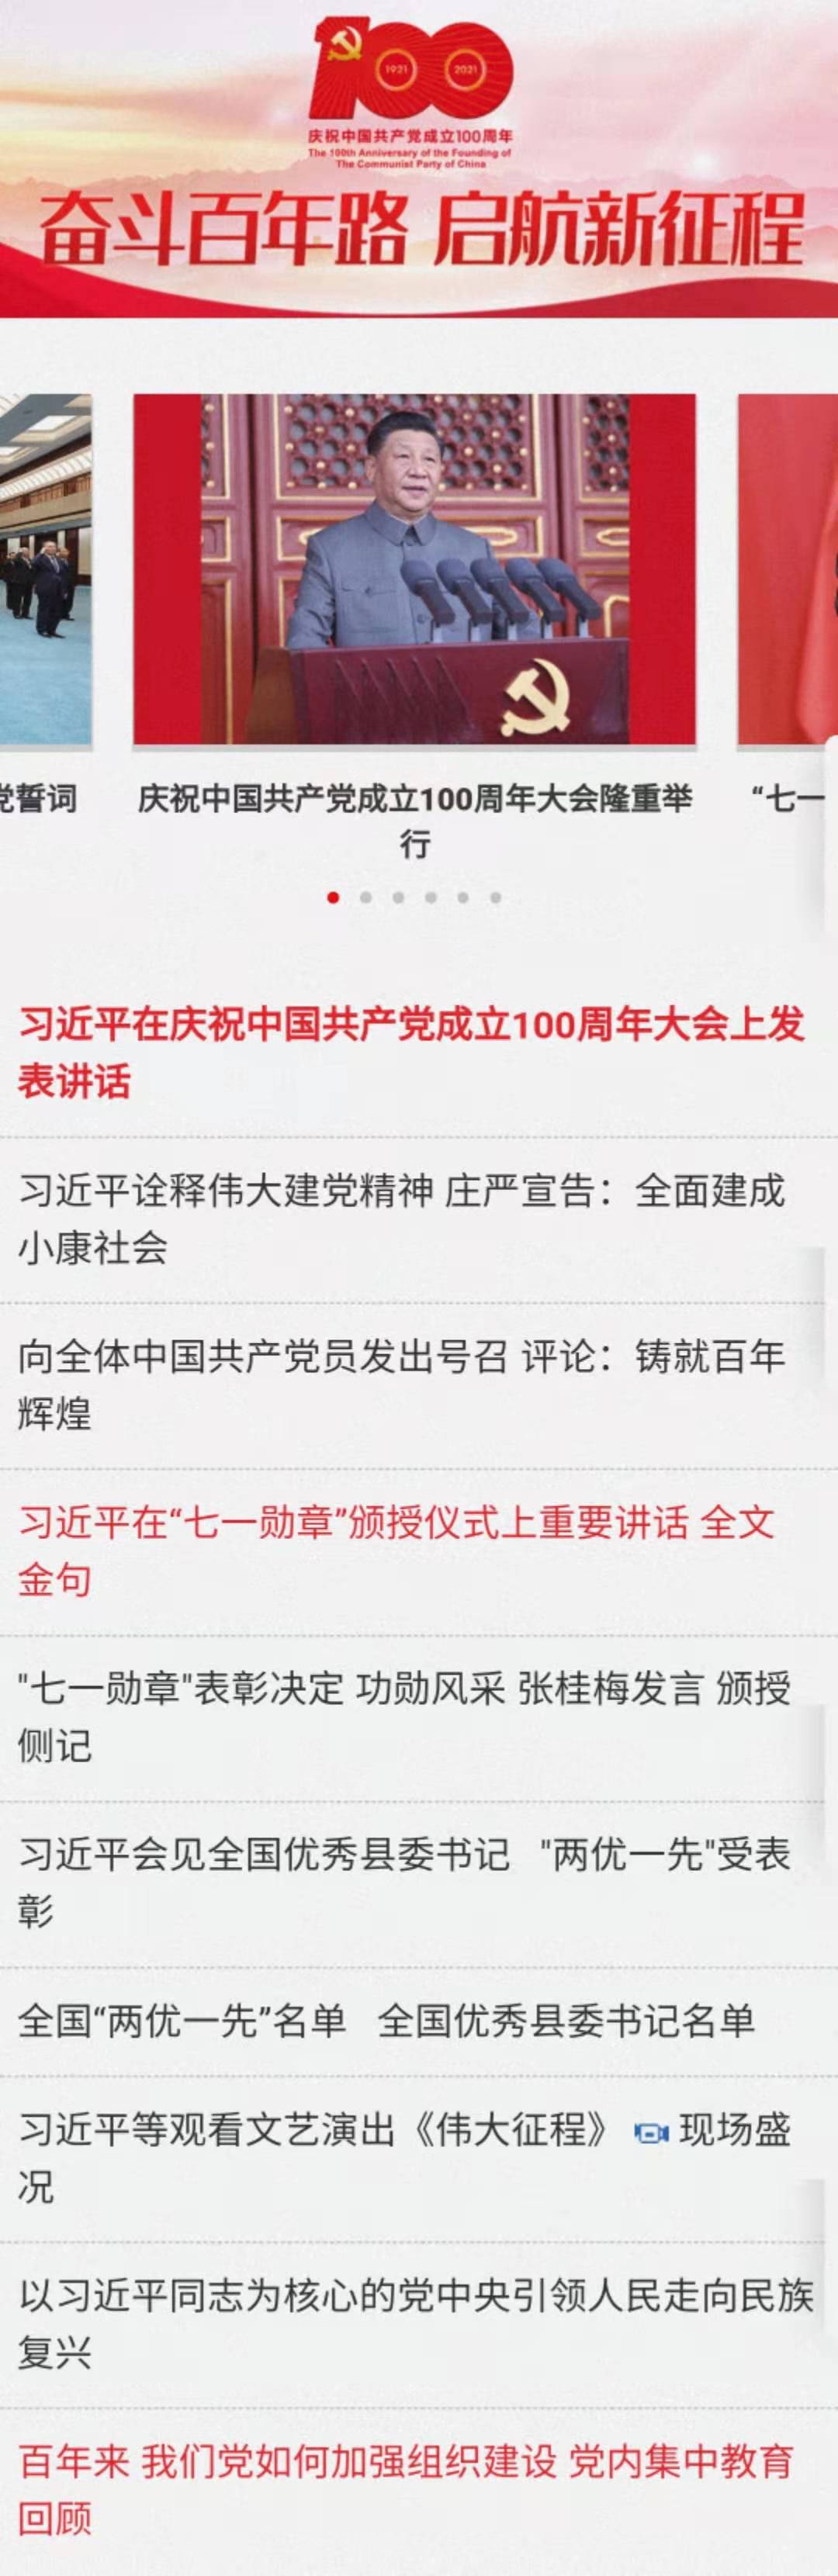 1921
2021
庆祝中国共产党成立100周年
The 100th Anniversary of the Founding of
The Communist Party of China
奋斗百年路 启航新征程
党誓词
庆祝中国共产党成立100周年大会隆重举
行
“七一
习近平在庆祝中国共产党成立100周年大会上发
表讲话
习近平诠释伟大建党精神 庄严宣告：全面建成
小康社会
向全体中国共产党员发出号召 评论：铸就百年
辉煌
习近平在“七一勋章”颁授仪式上重要讲话 全文
金句
"七一勋章"表彰决定 功勋风采 张桂梅发言 颁授
侧记
习近平会见全国优秀县委书记 "两优一先"受表
彰
全国“两优一先”名单 全国优秀县委书记名单
习近平等观看文艺演出《伟大征程》 现场盛
况
以习近平同志为核心的党中央引领人民走向民族
复兴
百年来 我们党如何加强组织建设 党内集中教育
回顾